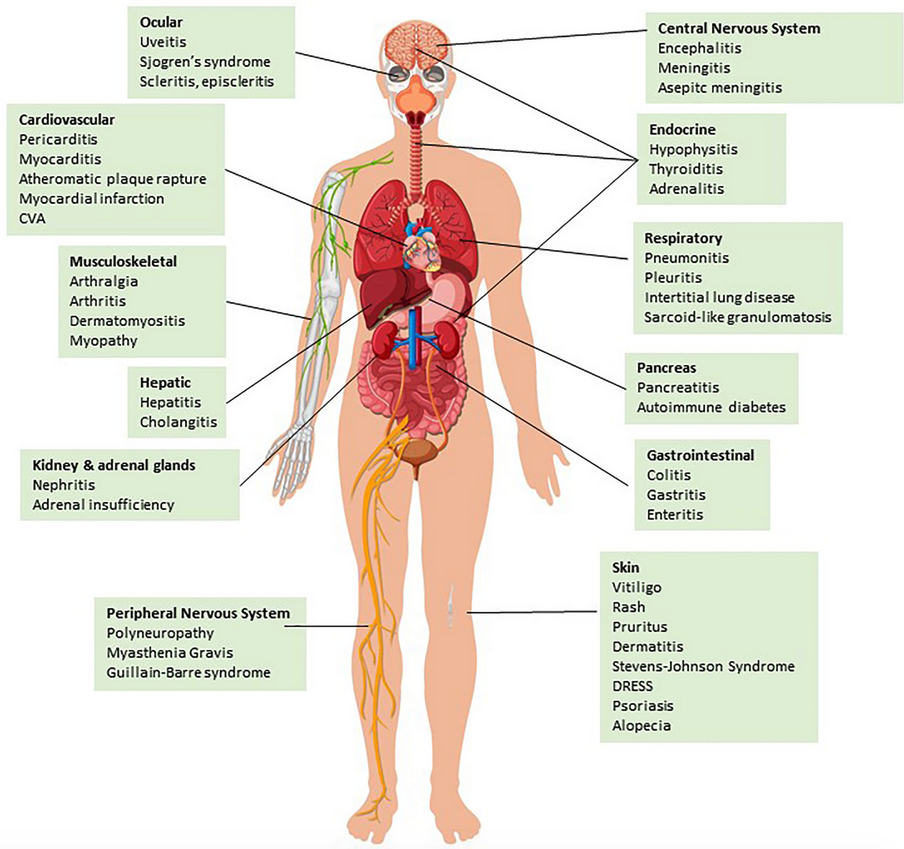 Ocular
Uveitis
Sjogren's syndrome
Scleritis, episcleritis
Central Nervous System
Encephalitis
Meningitis
Asepitc meningitis
Cardiovascular
Pericarditis
Myocarditis
Atheromatic plaque rapture
Myocardial infarction
CVA
Endocrine
Hypophysitis
Thyroiditis
Adrenalitis
Respiratory
Pneumonitis
Pleuritis
Intertitial lung disease
Sarcoid-like granulomatosis
Musculoskeletal
Arthralgia
Arthritis
Dermatomyositis
Myopathy
Pancreas
Pancreatitis
Autoimmune diabetes
Hepatic
Hepatitis
Cholangitis
Gastrointestinal
Colitis
Gastritis
Enteritis
Kidney & adrenal glands
Nephritis
Adrenal insufficiency
Skin
Vitiligo
Rash
Pruritus
Dermatitis
Stevens-Johnson Syndrome
DRESS
Psoriasis
Alopecia
Peripheral Nervous System
Polyneuropathy
Myasthenia Gravis
Guillain-Barre syndrome